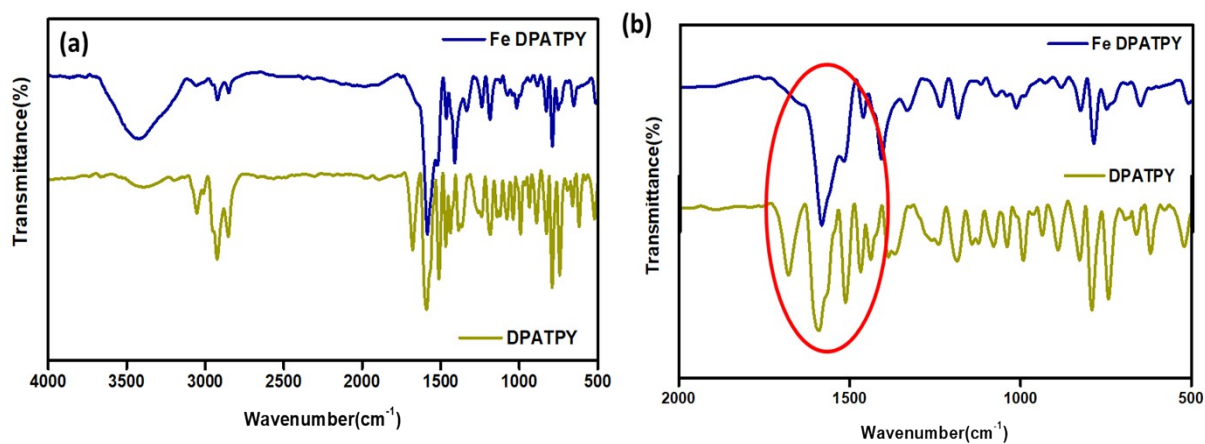 (a)
Fe DPATPY
DPATPY
Transmittance(%)
4000 3500 3000 2500 2000 1500 1000 500
Wavenumber(cm⁻¹)
(b)
Fe DPATPY
DPATPY
Transmittance(%)
2000 1500 1000 500
Wavenumber(cm⁻¹)